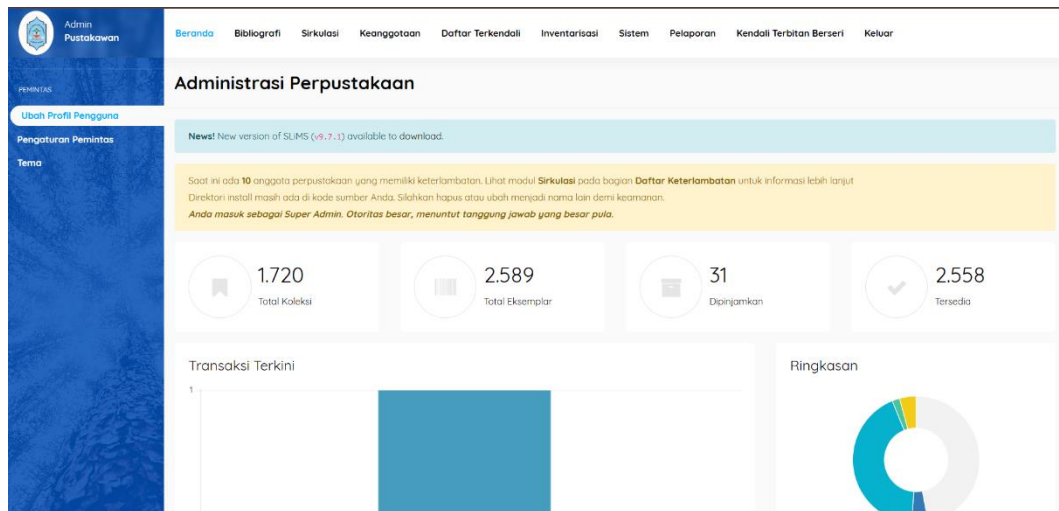 Admin
Pustakawan
Beranda Bibliografi Sirkulasi Keanggotaan Daftar Terkendali Inventarisasi Sistem Pelaporan Kendali Terbitan Berseri Keluar
PEMINTAS
Ubah Profil Pengguna
Pengaturan Pemintas
Tema
Administrasi Perpustakaan
News! New version of SLiMS (v9.7.1) available to download.
Saat ini ada 10 anggota perpustakaan yang memiliki keterlambatan. Lihat modul Sirkulasi pada bagian Daftar Keterlambatan untuk informasi lebih lanjut
Direktori install masih ada di kode sumber Anda. Silahkan hapus atau ubah menjadi nama lain demi keamanan.
Anda masuk sebagai Super Admin. Otoritas besar, menuntut tanggung jawab yang besar pula.
1.720
Total Koleksi
2.589
Total Eksemplar
31
Dipinjamkan
2.558
Tersedia
Transaksi Terkini
1
Ringkasan